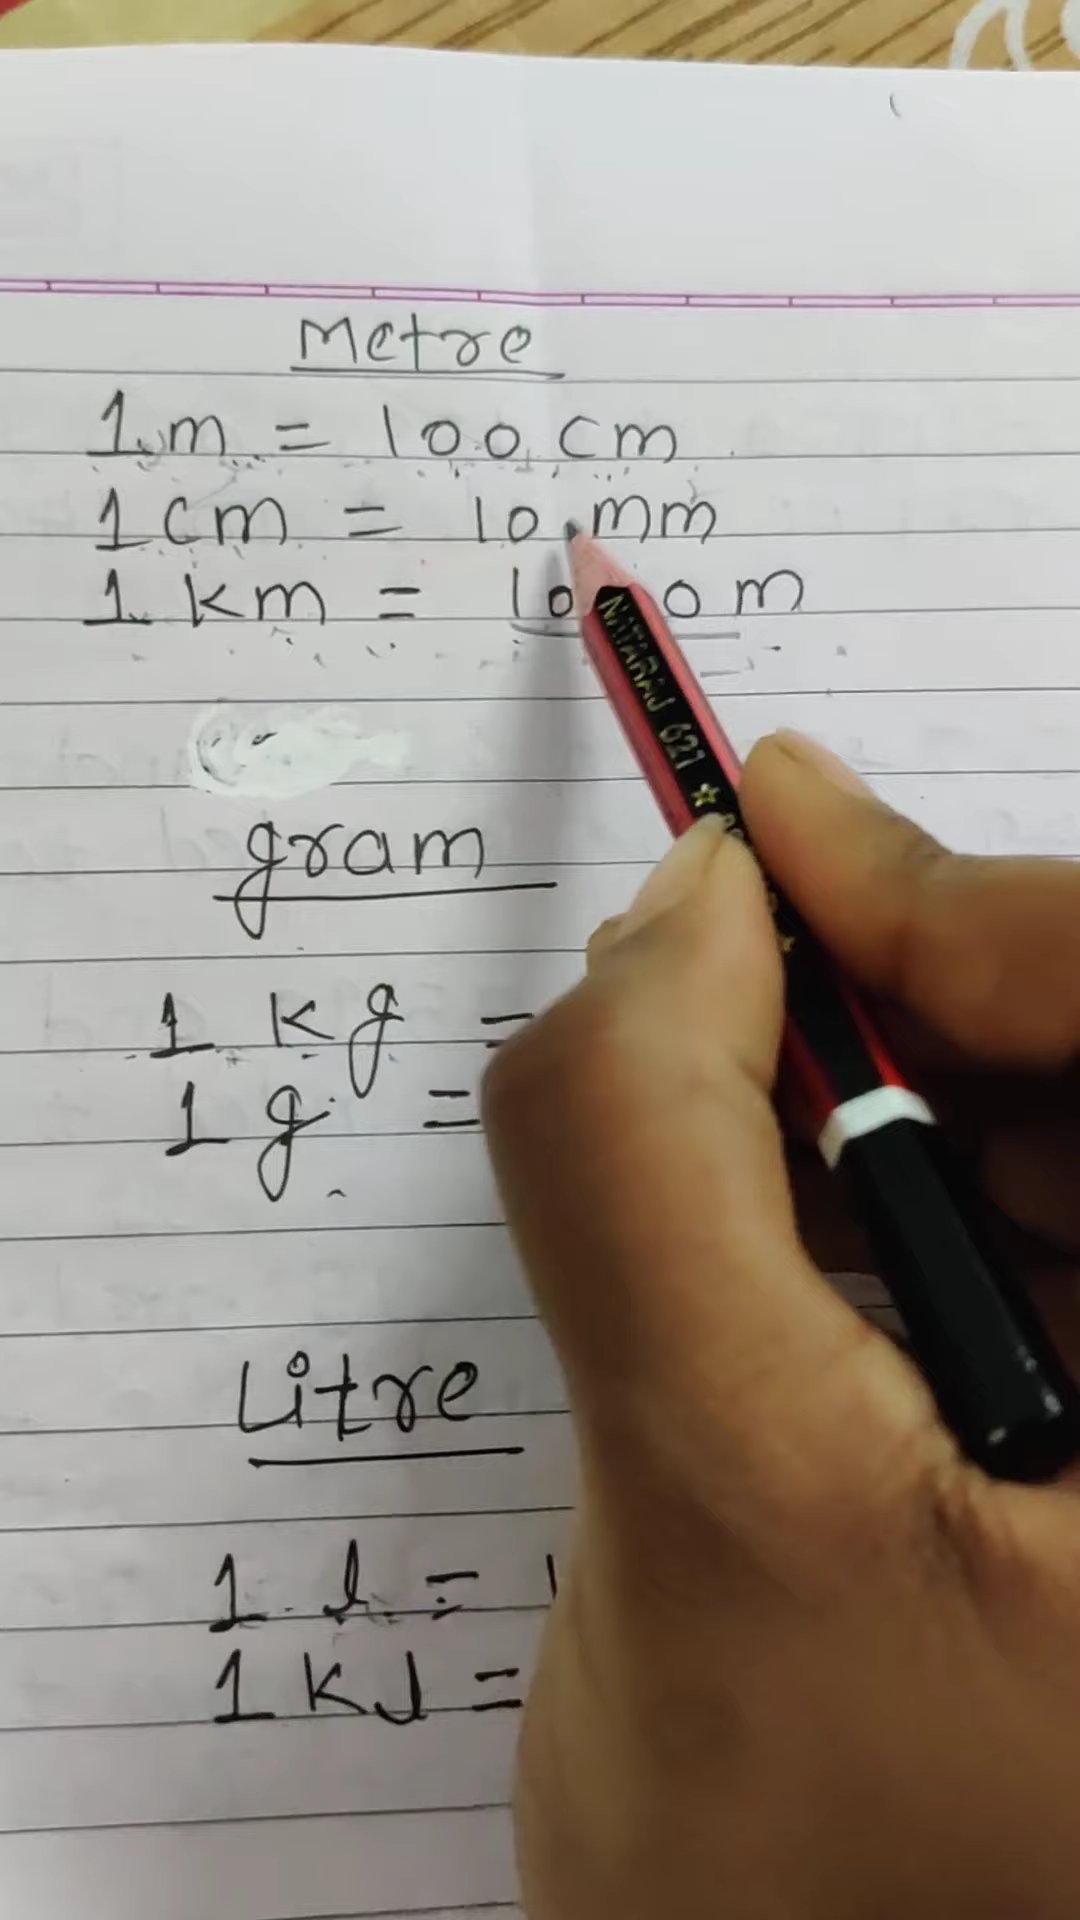 Metre
1 m = 100 cm
1 cm = 10 mm
1 km = 10 0 m
NATARAJ 621
gram
1 kg =
1 g =
Litre
1 l = 1
1 kl =